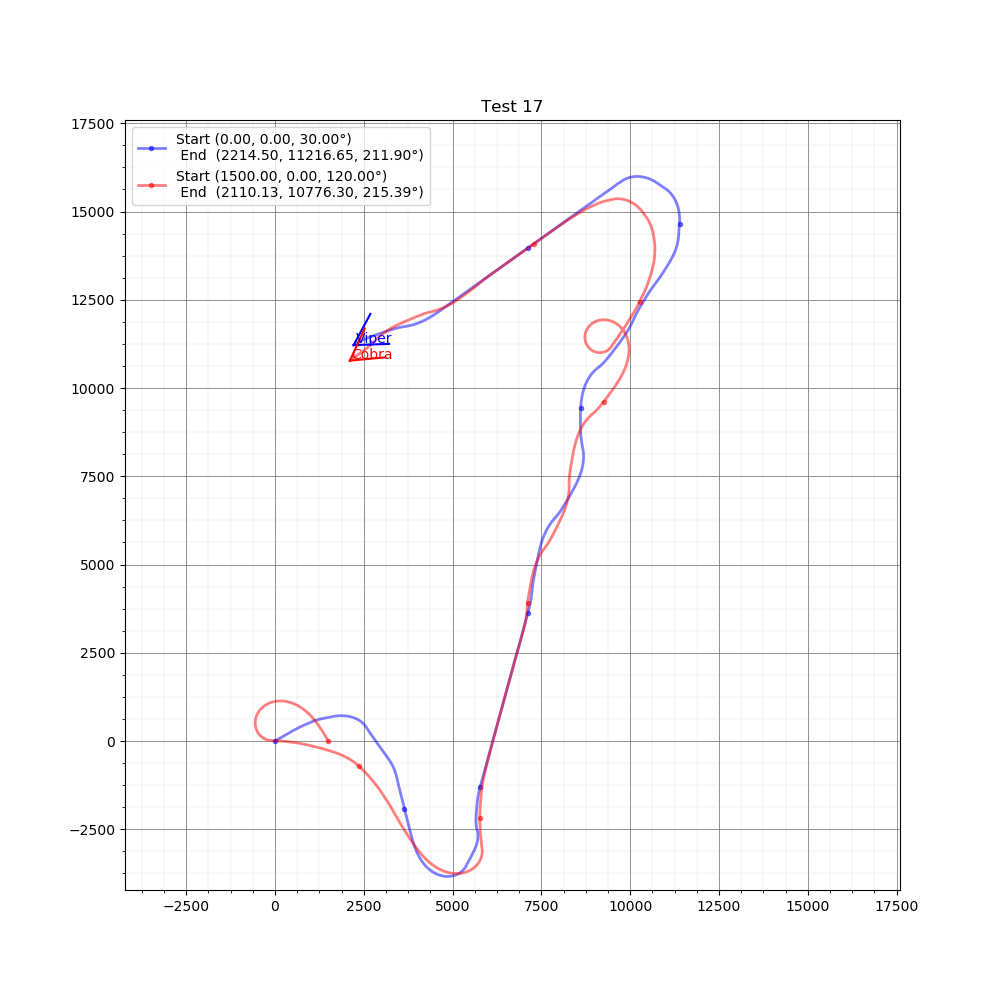 Test 17
Start (0.00, 0.00, 30.00°)
End  (2214.50, 11216.65, 211.90°)
Start (1500.00, 0.00, 120.00°)
End  (2110.13, 10776.30, 215.39°)
17500
15000
12500
10000
7500
5000
2500
0
−2500
Viper
Cobra
−2500 0 2500 5000 7500 10000 12500 15000 17500